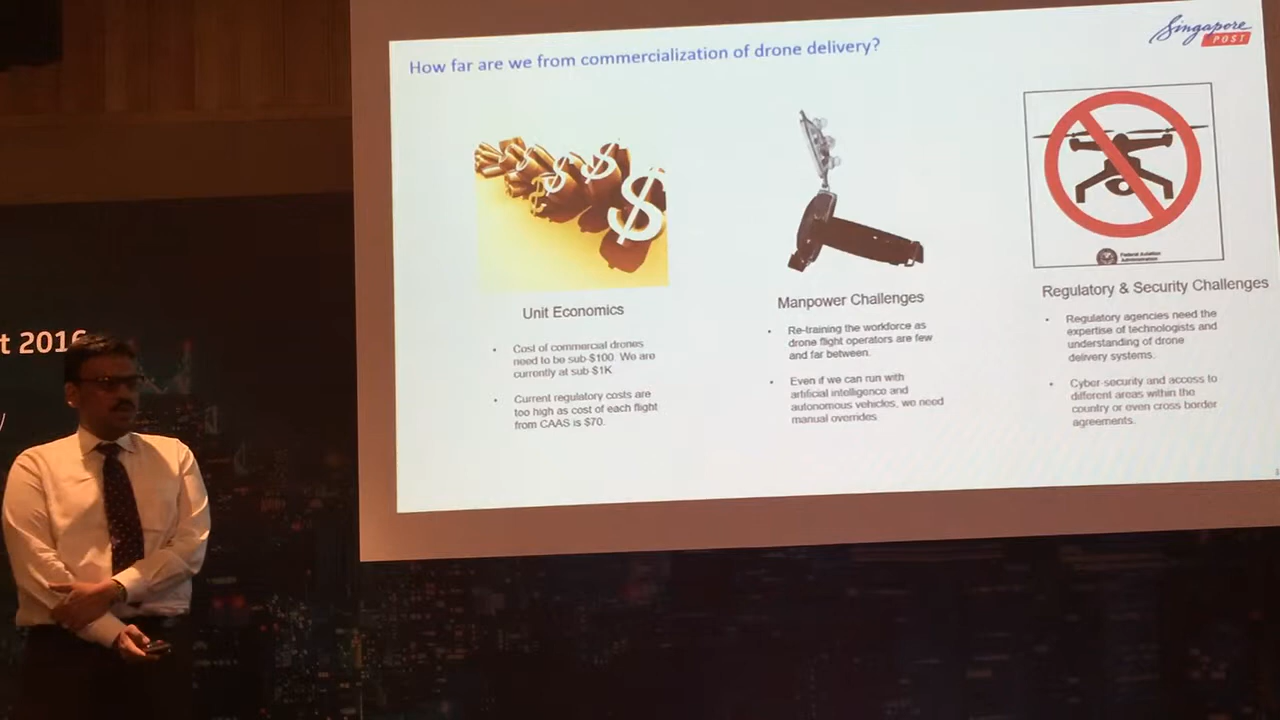 How far are we from commercialization of drone delivery?
Singapore
POST
Federal Aviation
Administration
Unit Economics
• Cost of commercial drones
need to be sub-$100. We are
currently at sub $1K
• Current regulatory costs are
too high as cost of each flight
from CAAS is $70.
Manpower Challenges
• Re-training the workforce as
drone flight operators are few
and far between.
• Even if we can run with
artificial intelligence and
autonomous vehicles, we need
manual overrides.
Regulatory & Security Challenges
• Regulatory agencies need the
expertise of technologists and
understanding of drone
delivery systems.
• Cyber-security and access to
different areas within the
country or even cross border
agreements.
t 2016